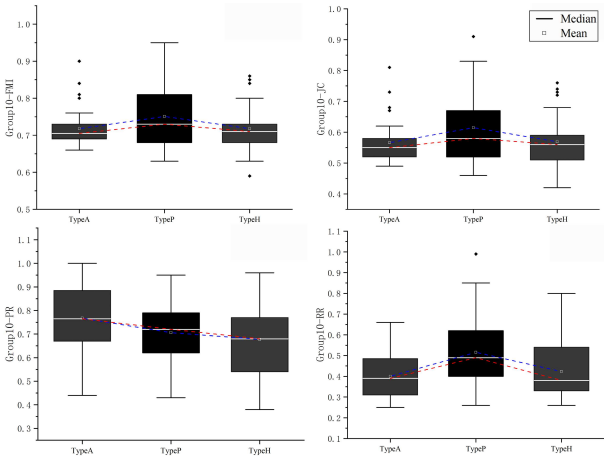 1.0
0.9
0.8
0.7
0.6
0.5
Group10-FMI
TypeA
TypeP
TypeH
Median
Mean
1.0
0.9
0.8
0.7
0.6
0.5
0.4
Group10-JC
TypeA
TypeP
TypeH
1.1
1.0
0.9
0.8
0.7
0.6
0.5
0.4
0.3
Group10-PR
TypeA
TypeP
TypeH
1.1
1.0
0.9
0.8
0.7
0.6
0.5
0.4
0.3
0.2
0.1
Group10-RR
TypeA
TypeP
TypeH